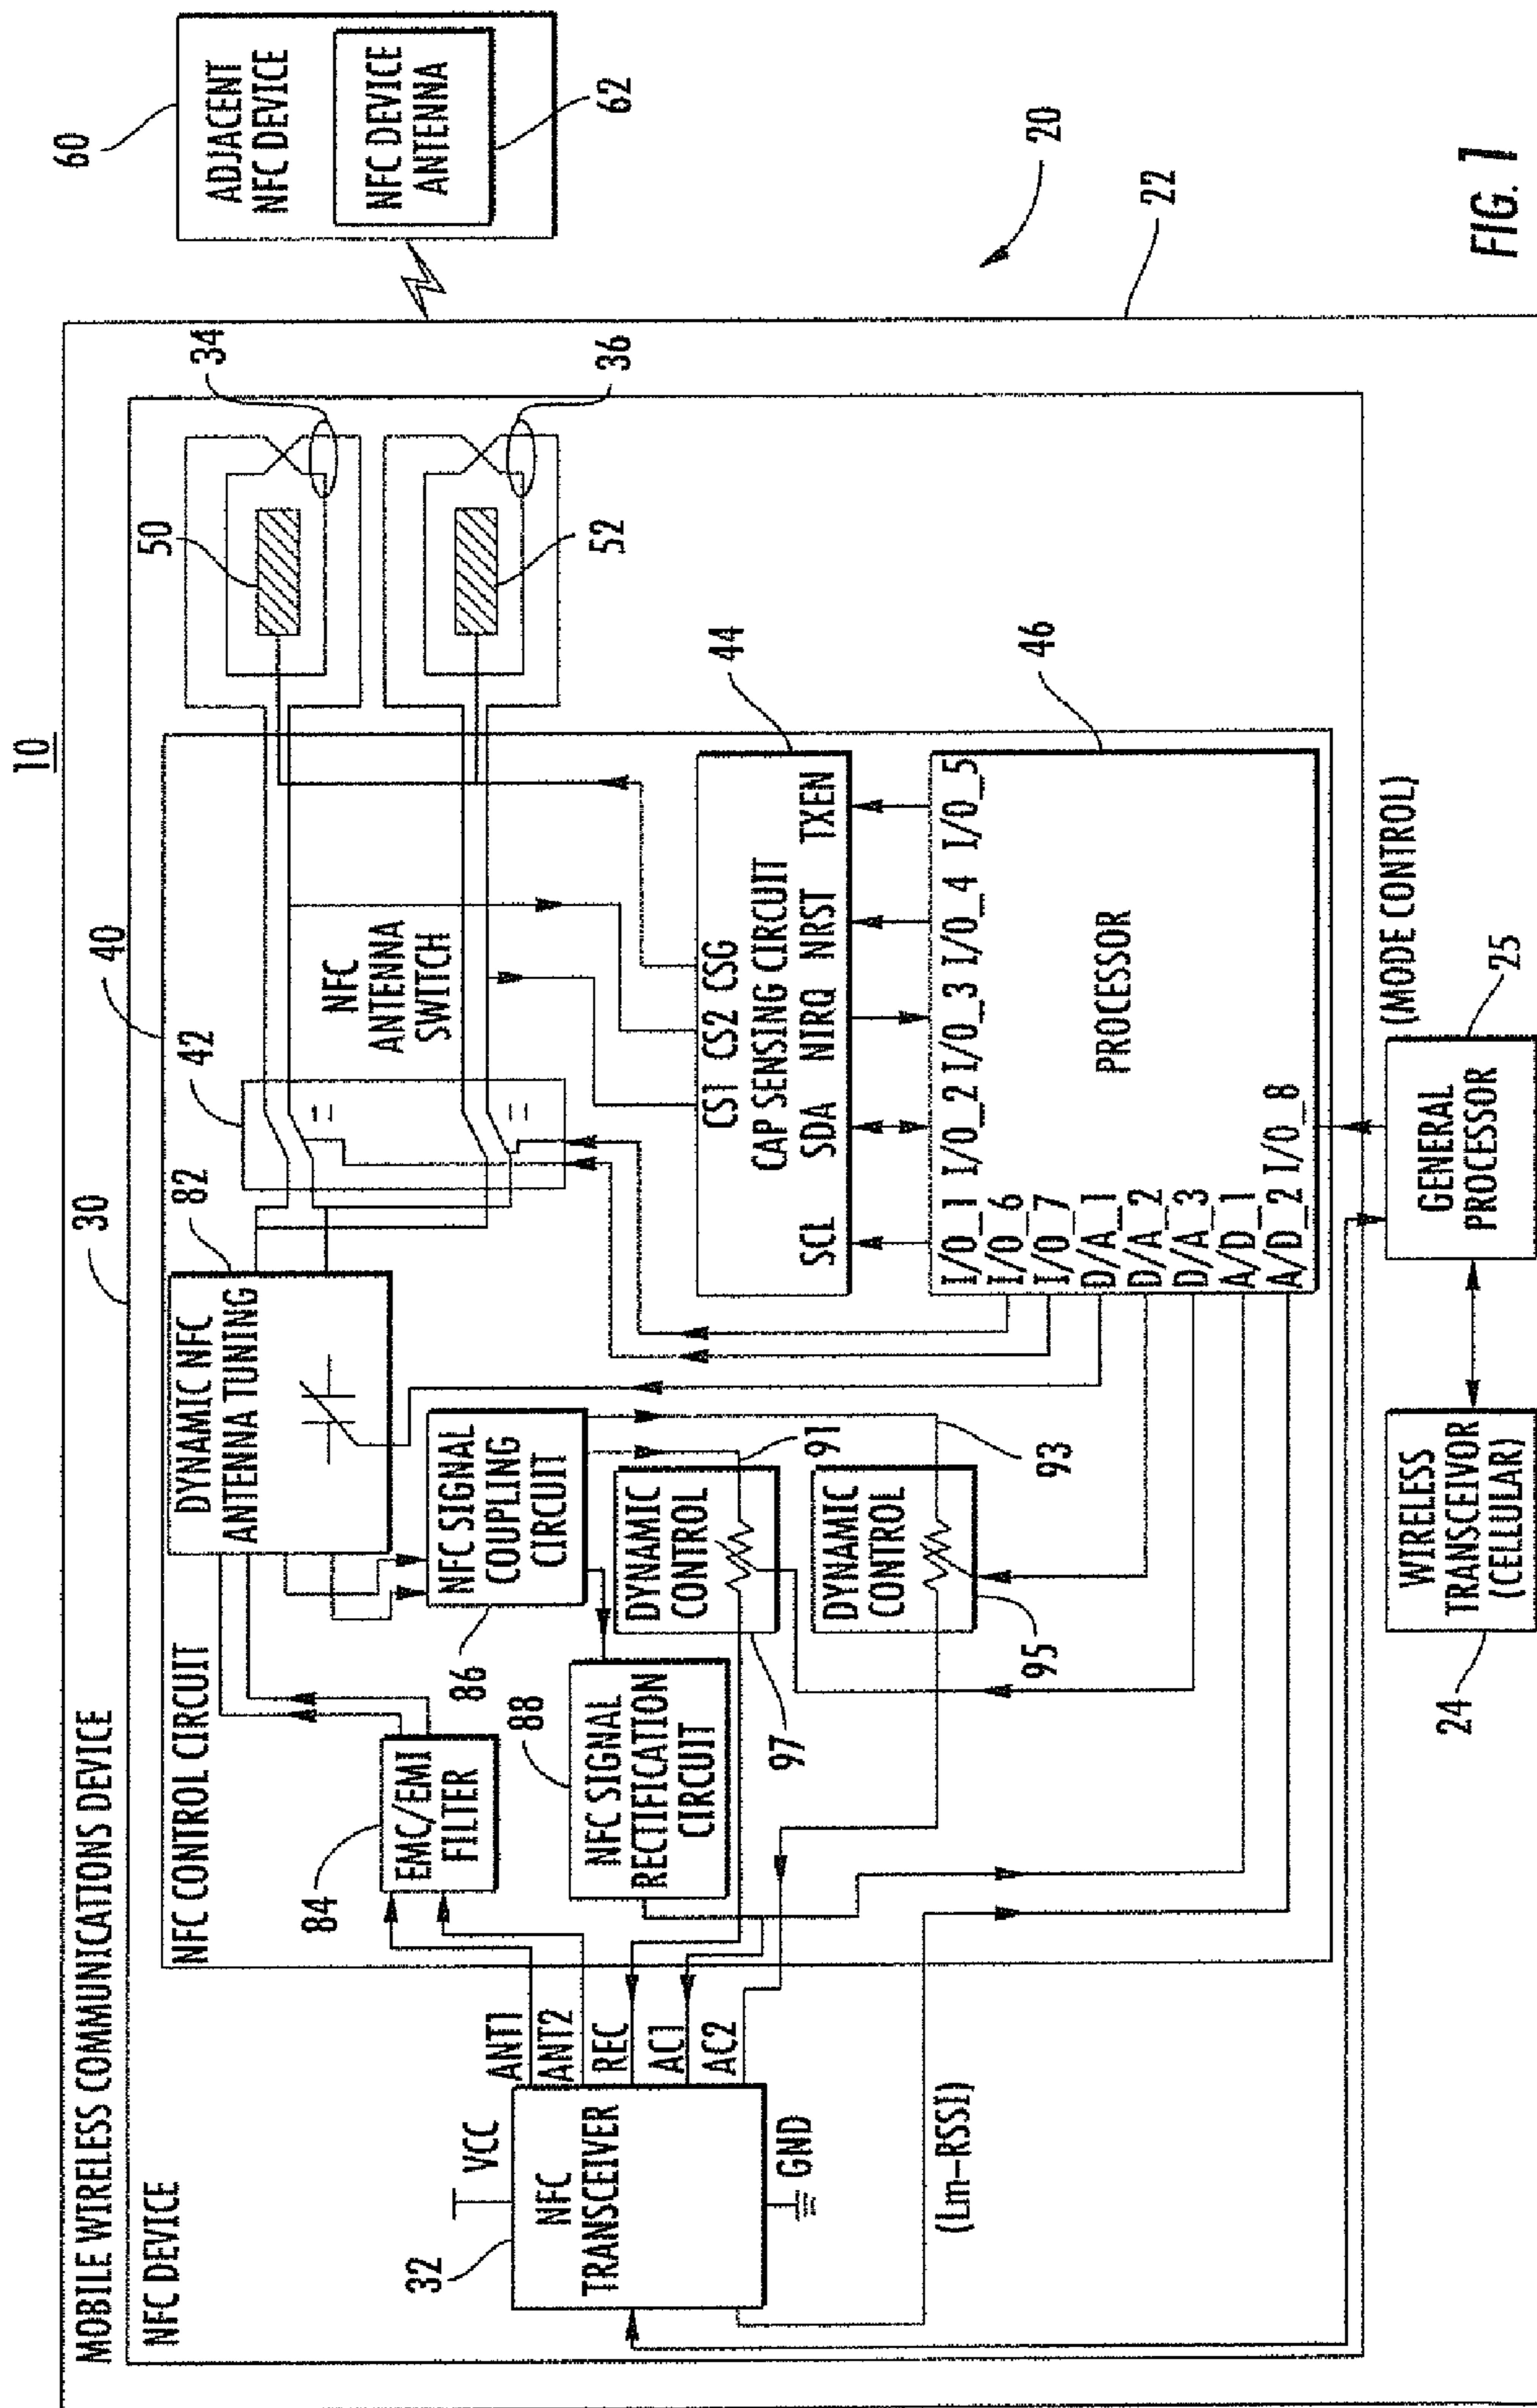 10
MOBILE WIRELESS COMMUNICATIONS DEVICE
NFC DEVICE
30
NFC CONTROL CIRCUIT
40
60
ADJACENT
NFC DEVICE
NFC DEVICE
ANTENNA
62
20
22
82
DYNAMIC NFC
ANTENNA TUNING
42
NFC
ANTENNA
SWITCH
50
34
52
36
84
EMC/EMI
FILTER
86
NFC SIGNAL
COUPLING
CIRCUIT
88
NFC SIGNAL
RECTIFICATION
CIRCUIT
91
DYNAMIC
CONTROL
97
93
DYNAMIC
CONTROL
95
VCC
32
NFC
TRANSCEIVER
GND
ANT1
ANT2
REC
AC1
AC2
(Lm-RSSI)
44
CS1 CS2 CSG
CAP SENSING CIRCUIT
SCL SDA NIRQ NRST TXEN
46
I/O_1 I/O_2 I/O_3 I/O_4 I/O_5
I/O_6
I/O_7
D/A_1
D/A_2
D/A_3
A/D_1
A/D_2 I/O_8
PROCESSOR
(MODE CONTROL)
24
WIRELESS
TRANSCEIVOR
(CELLULAR)
GENERAL
PROCESSOR
25
FIG. 1